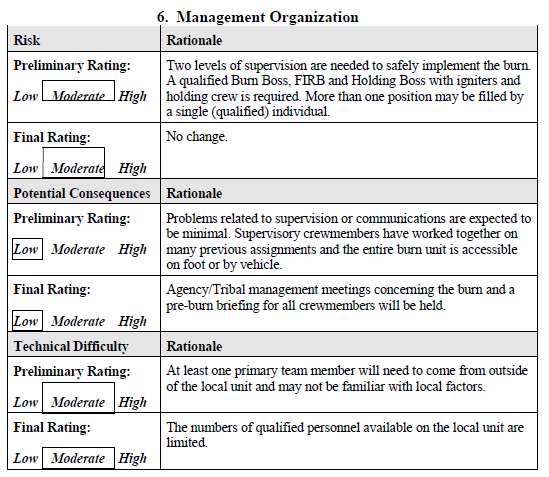 6. Management Organization
Risk
Rationale
Preliminary Rating:
Low Moderate High
Two levels of supervision are needed to safely implement the burn.
A qualified Burn Boss, FIRB and Holding Boss with igniters and
holding crew is required. More than one position may be filled by
a single (qualified) individual.
Final Rating:
Low Moderate High
No change.
Potential Consequences
Rationale
Preliminary Rating:
Low Moderate High
Problems related to supervision or communications are expected to
be minimal. Supervisory crewmembers have worked together on
many previous assignments and the entire burn unit is accessible
on foot or by vehicle.
Final Rating:
Low Moderate High
Agency/Tribal management meetings concerning the burn and a
pre-burn briefing for all crewmembers will be held.
Technical Difficulty
Rationale
Preliminary Rating:
Low Moderate High
At least one primary team member will need to come from outside
of the local unit and may not be familiar with local factors.
Final Rating:
Low Moderate High
The numbers of qualified personnel available on the local unit are
limited.